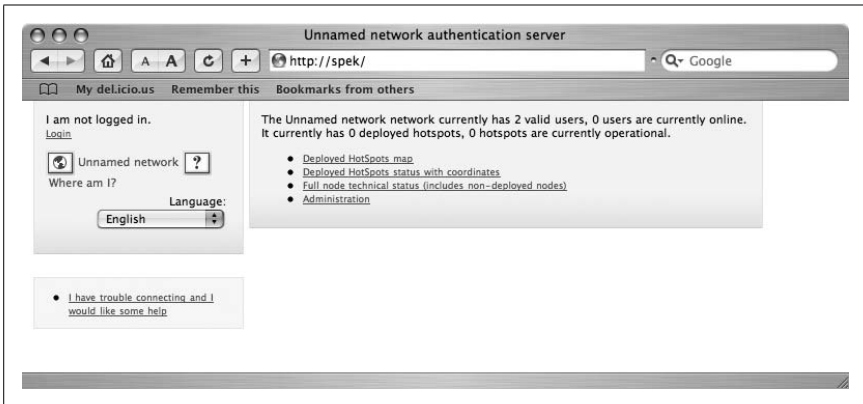 Unnamed network authentication server
A A
http://spek/
Google
My del.icio.us Remember this Bookmarks from others
I am not logged in.
Login
Unnamed network ?
Where am I?
Language:
English
I have trouble connecting and I
would like some help
The Unnamed network network currently has 2 valid users, 0 users are currently online.
It currently has 0 deployed hotspots, 0 hotspots are currently operational.
Deployed HotSpots map
Deployed HotSpots status with coordinates
Full node technical status (includes non-deployed nodes)
Administration